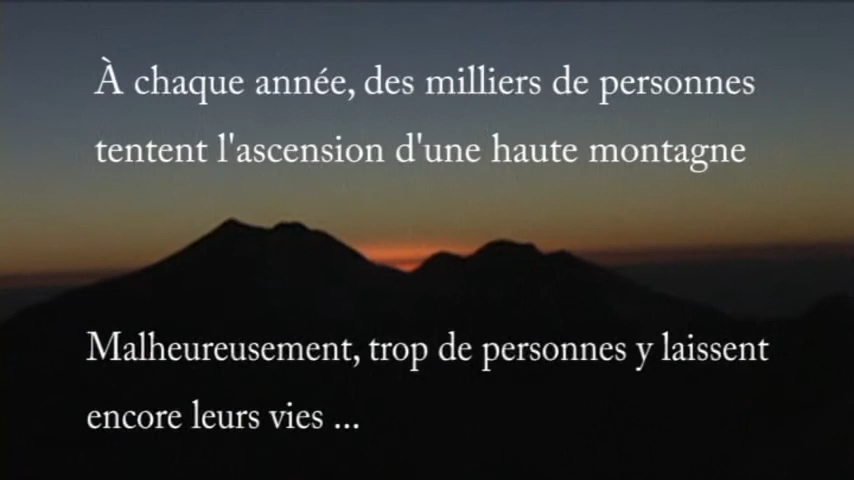 À chaque année, des milliers de personnes
tentent l'ascension d'une haute montagne
Malheureusement, trop de personnes y laissent
encore leurs vies ...